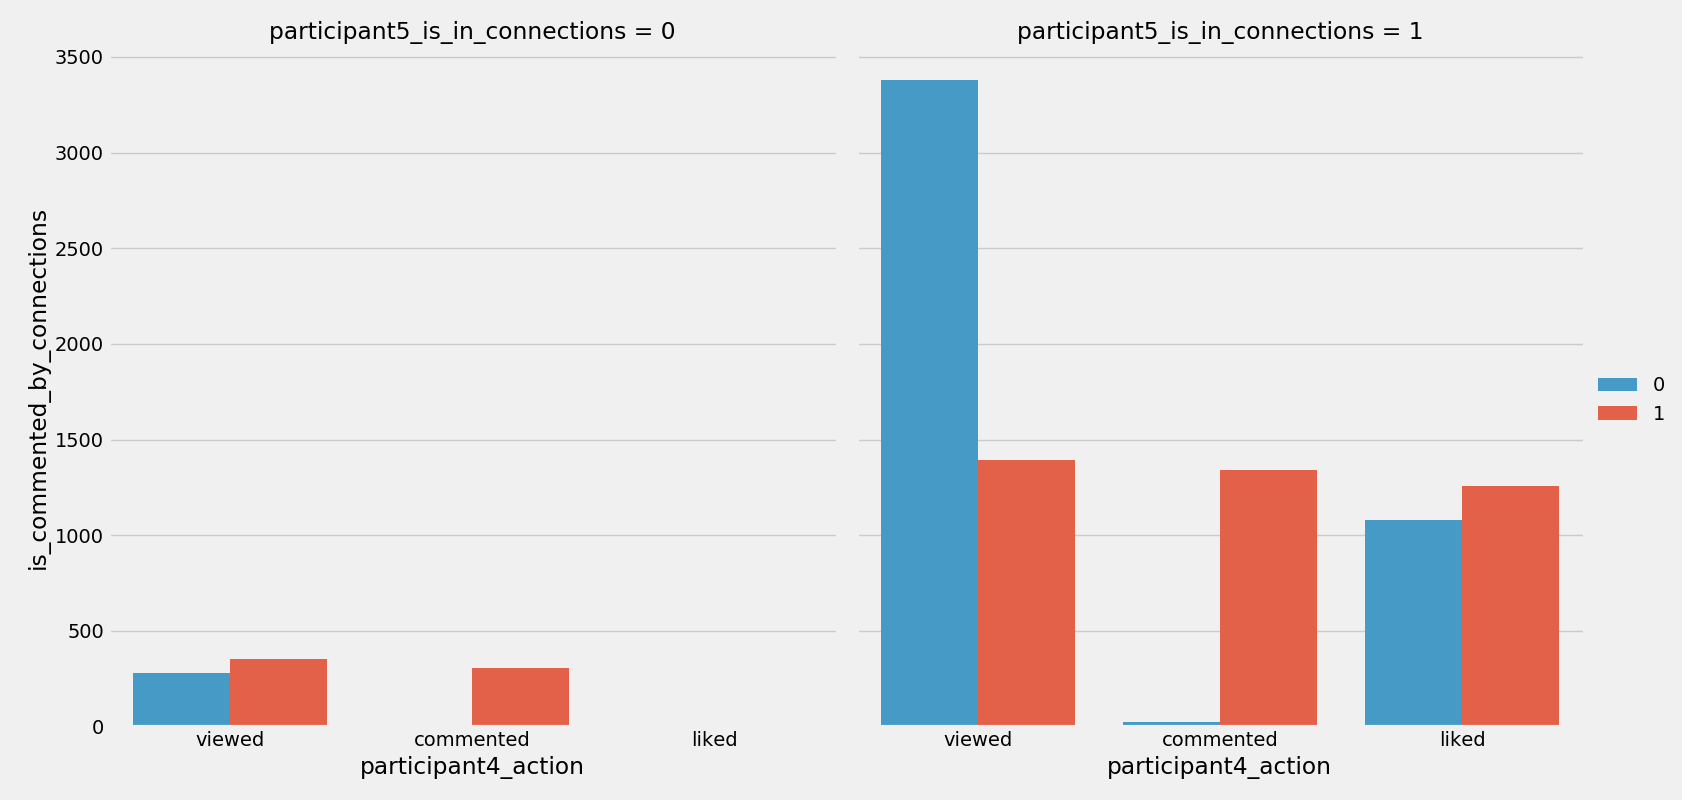 participant5_is_in_connections = 0
participant5_is_in_connections = 1
3500
3000
2500
2000
1500
1000
500
0
is_commented_by_connections
viewed
commented
liked
viewed
commented
liked
participant4_action
participant4_action
0
1